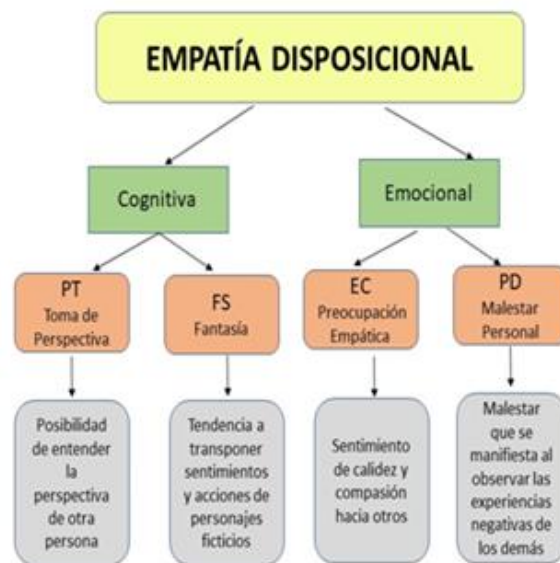 EMPATÍA DISPOSICIONAL
Cognitiva
Emocional
PT
Toma de
Perspectiva
FS
Fantasía
EC
Preocupación
Empática
PD
Malestar
Personal
Posibilidad
de entender
la
perspectiva
de otra
persona
Tendencia a
transponer
sentimientos
y acciones de
personajes
ficticios
Sentimiento
de calidez y
compasión
hacia otros
Malestar
que se
manifiesta al
observar las
experiencias
negativas de
los demás